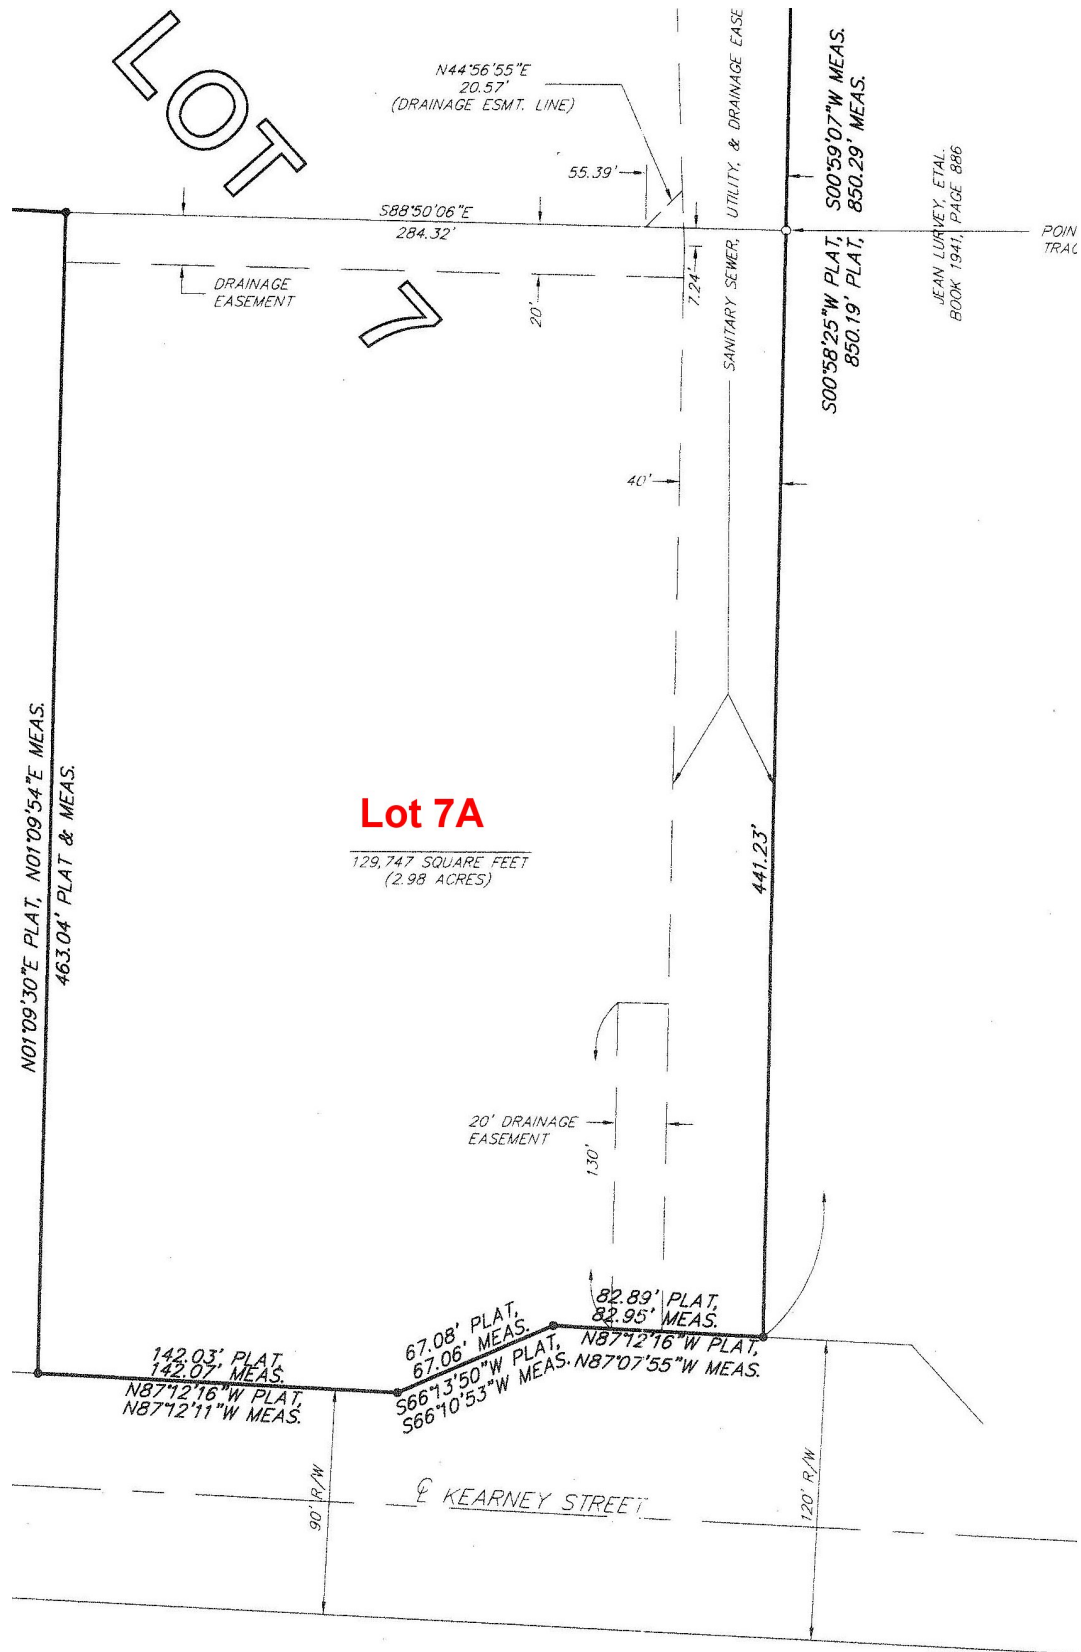 LOT
7
N44°56'55"E
20.57'
(DRAINAGE ESMT. LINE)
55.39'
S88°50'06"E
284.32'
DRAINAGE
EASEMENT
20'
7.24'
SANITARY SEWER, UTILITY, & DRAINAGE EASE
S00°59'07"W MEAS.
850.29' MEAS.
S00°58'25"W PLAT,
850.19' PLAT,
JEAN LURVEY, ETAL.
BOOK 1941, PAGE 886
POIN
TRAC
40'
N01°09'30"E PLAT, N01°09'54"E MEAS.
463.04' PLAT & MEAS.
Lot 7A
129,747 SQUARE FEET
(2.98 ACRES)
441.23'
20' DRAINAGE
EASEMENT
130'
82.89' PLAT,
82.95' MEAS.
N87°12'16"W PLAT,
N87°07'55"W MEAS.
67.08' PLAT,
67.06' MEAS.
S66°13'50"W PLAT,
S66°10'53"W MEAS.
142.03' PLAT,
142.07' MEAS.
N87°12'16"W PLAT,
N87°12'11"W MEAS.
90' R/W
℄ KEARNEY STREET
120' R/W